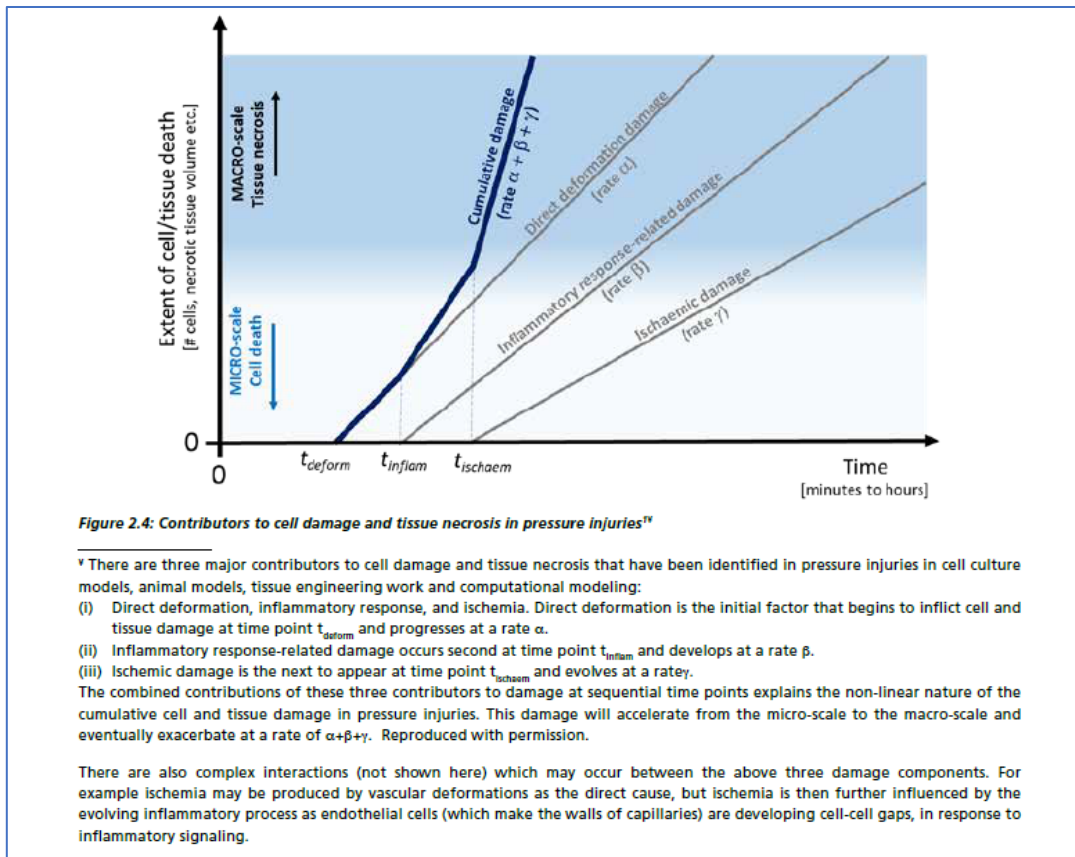 Extent of cell/tissue death
[# cells, necrotic tissue volume etc.]
MACRO-scale
Tissue necrosis
MICRO-scale
Cell death
Cumulative damage
(rate α + β + γ)
Direct deformation damage
(rate α)
Inflammatory response-related damage
(rate β)
Ischaemic damage
(rate γ)
0
0
t_deform
t_inflam
t_ischaem
Time
[minutes to hours]
Figure 2.4: Contributors to cell damage and tissue necrosis in pressure injuries¹ⱽ
ⱽ There are three major contributors to cell damage and tissue necrosis that have been identified in pressure injuries in cell culture
models, animal models, tissue engineering work and computational modeling:
(i) Direct deformation, inflammatory response, and ischemia. Direct deformation is the initial factor that begins to inflict cell and
tissue damage at time point t_deform and progresses at a rate α.
(ii) Inflammatory response-related damage occurs second at time point t_inflam and develops at a rate β.
(iii) Ischemic damage is the next to appear at time point t_ischaem and evolves at a rateγ.
The combined contributions of these three contributors to damage at sequential time points explains the non-linear nature of the
cumulative cell and tissue damage in pressure injuries. This damage will accelerate from the micro-scale to the macro-scale and
eventually exacerbate at a rate of α+β+γ. Reproduced with permission.
There are also complex interactions (not shown here) which may occur between the above three damage components. For
example ischemia may be produced by vascular deformations as the direct cause, but ischemia is then further influenced by the
evolving inflammatory process as endothelial cells (which make the walls of capillaries) are developing cell-cell gaps, in response to
inflammatory signaling.